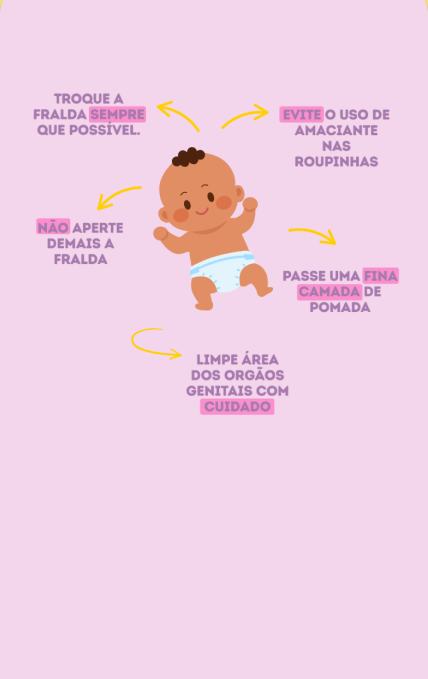 TROQUE A
FRALDA SEMPRE
QUE POSSÍVEL.
EVITE O USO DE
AMACIANTE
NAS
ROUPINHAS
NÃO APERTE
DEMAIS A
FRALDA
PASSE UMA FINA
CAMADA DE
POMADA
LIMPE ÁREA
DOS ORGÃOS
GENITAIS COM
CUIDADO